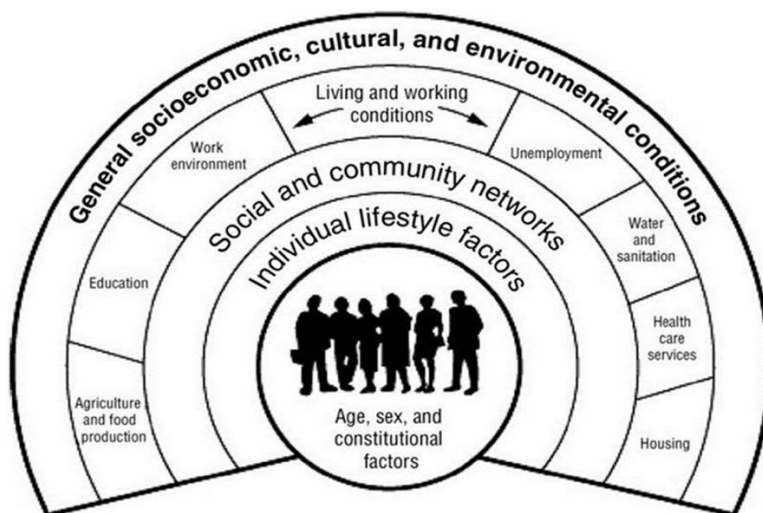 General socioeconomic, cultural, and environmental conditions
Living and working
conditions
Work
environment
Unemployment
Social and community networks
Individual lifestyle factors
Education
Water
and
sanitation
Health
care
services
Agriculture
and food
production
Housing
Age, sex, and
constitutional
factors